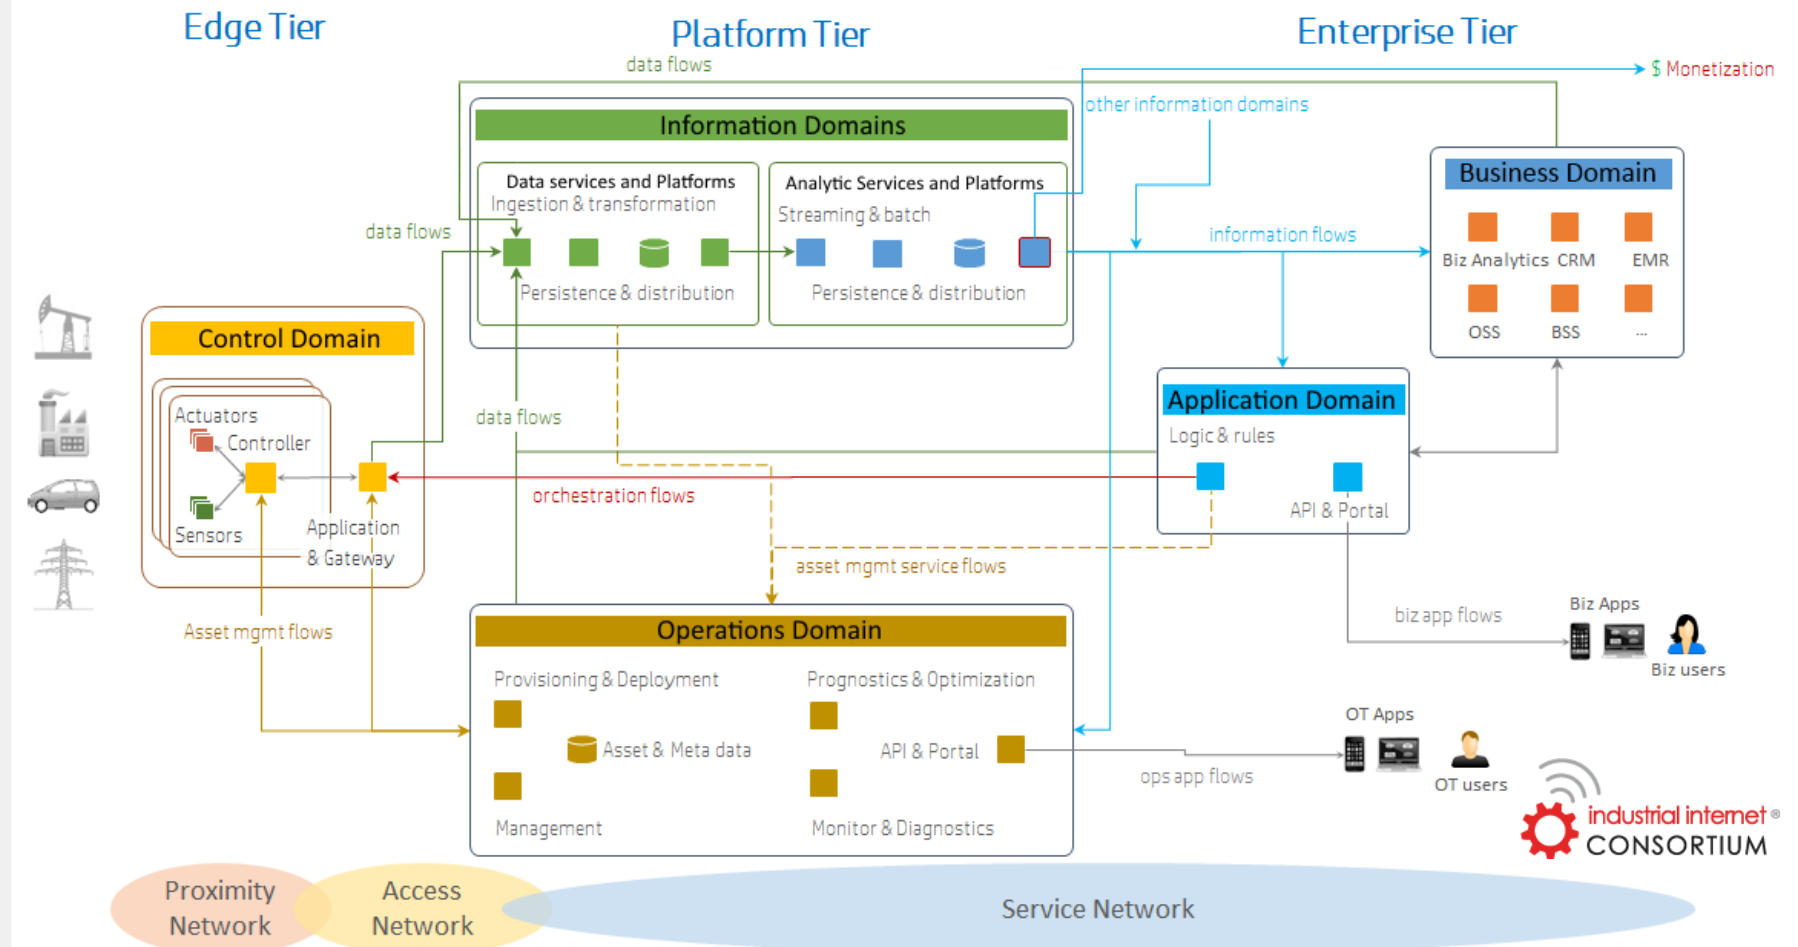 Edge Tier
Platform Tier
Enterprise Tier
data flows
$ Monetization
other information domains
Information Domains
Data services and Platforms
Ingestion & transformation
Persistence & distribution
Analytic Services and Platforms
Streaming & batch
Persistence & distribution
information flows
Business Domain
Biz Analytics
CRM
EMR
OSS
BSS
...
data flows
Control Domain
Actuators
Controller
Sensors
Application
& Gateway
data flows
orchestration flows
Application Domain
Logic & rules
API & Portal
asset mgmt service flows
Asset mgmt flows
Operations Domain
Provisioning & Deployment
Prognostics & Optimization
Asset & Meta data
API & Portal
Management
Monitor & Diagnostics
biz app flows
Biz Apps
Biz users
OT Apps
OT users
ops app flows
industrial internet ®
CONSORTIUM
Proximity
Network
Access
Network
Service Network